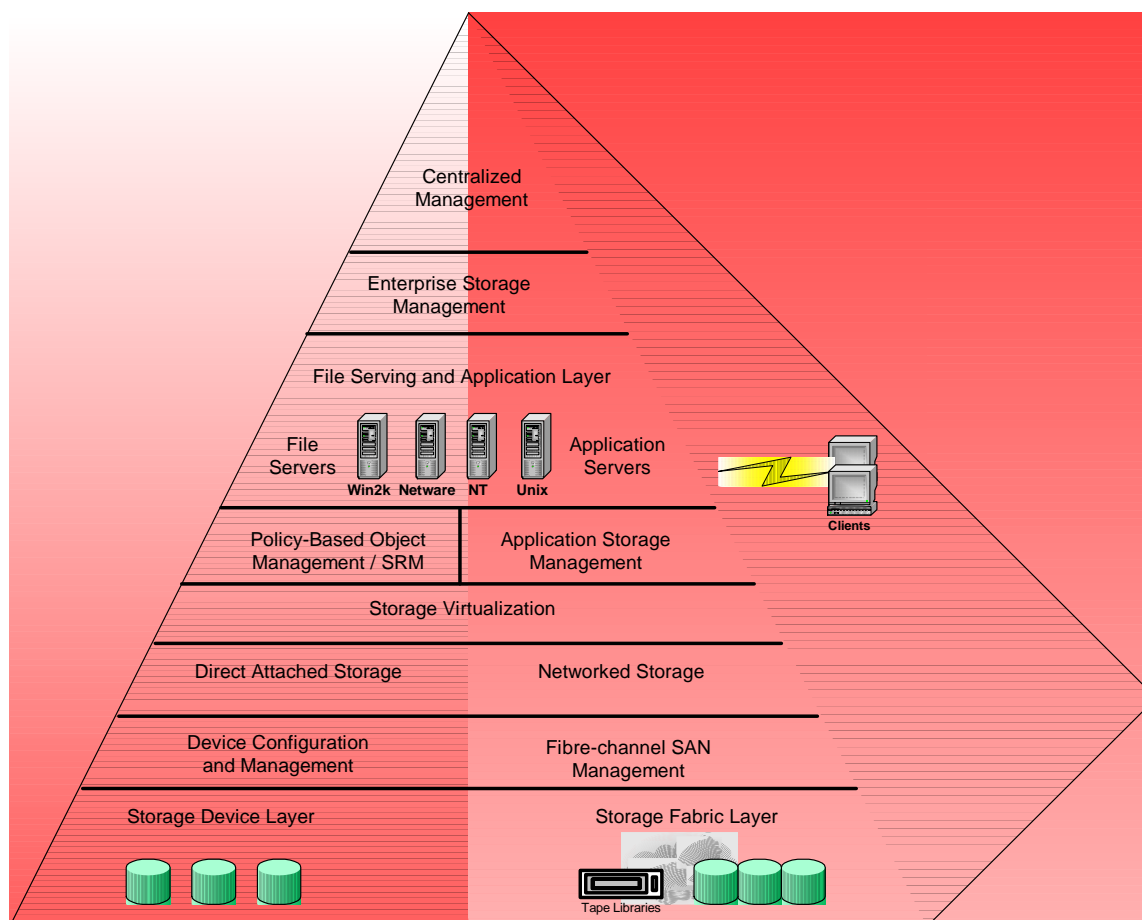 Centralized
Management
Enterprise Storage
Management
File Serving and Application Layer
File
Servers
Application
Servers
Win2k
Netware
NT
Unix
Clients
Policy-Based Object
Management / SRM
Application Storage
Management
Storage Virtualization
Direct Attached Storage
Networked Storage
Device Configuration
and Management
Fibre-channel SAN
Management
Storage Device Layer
Storage Fabric Layer
Tape Libraries